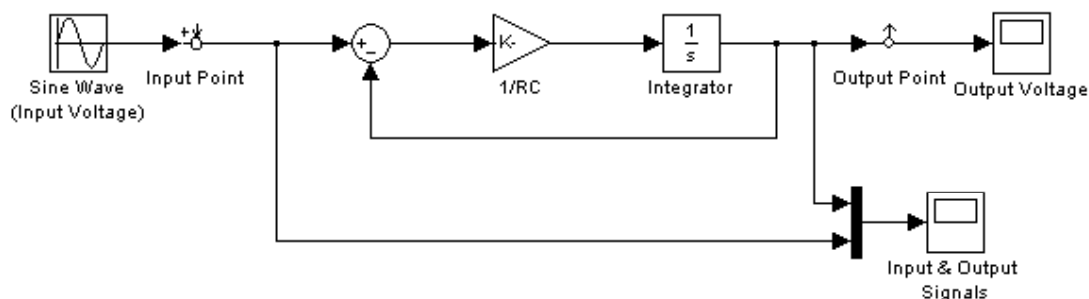 Sine Wave
(Input Voltage)
Input Point
K-
1/RC
1
s
Integrator
Output Point
Output Voltage
Input & Output
Signals